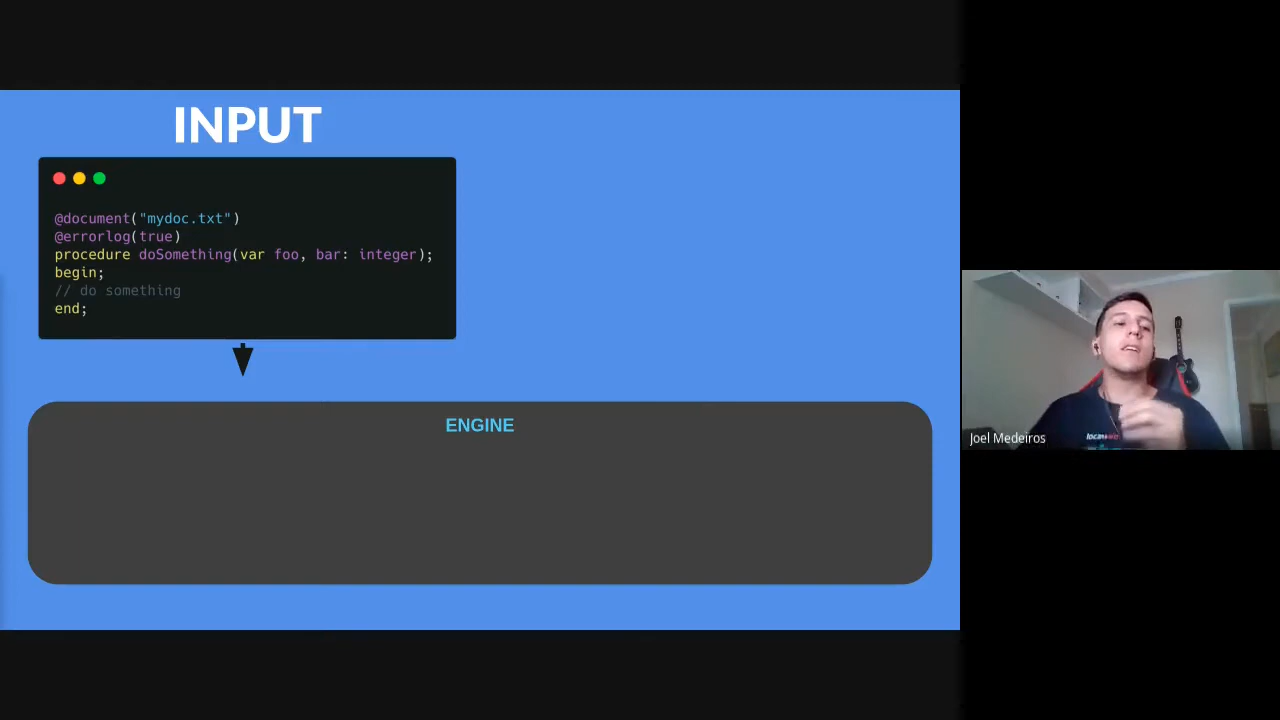 INPUT
@document("mydoc.txt")
@errorlog(true)
procedure doSomething(var foo, bar: integer);
begin;
// do something
end;
ENGINE
Joel Medeiros